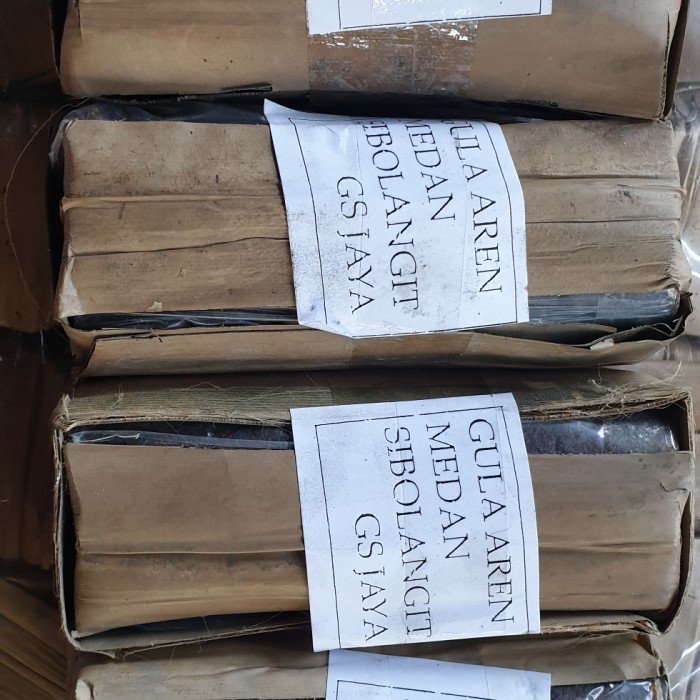 GULA AREN
MEDAN
SIBOLANGIT
GS JAYA
GULA AREN
MEDAN
SIBOLANGIT
GS JAYA